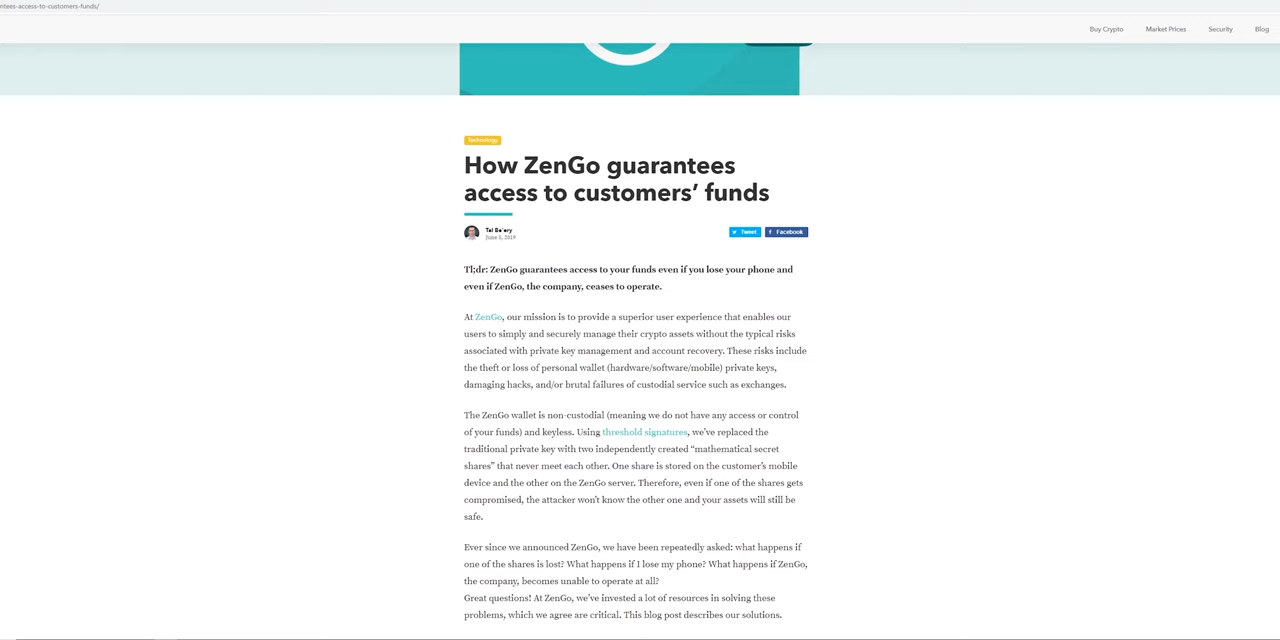 ntees-access-to-customers-funds/
Buy Crypto Market Prices Security Blog
Technology
How ZenGo guarantees
access to customers’ funds
Tal Be'ery
June 5, 2019
Tweet Facebook
Tl;dr: ZenGo guarantees access to your funds even if you lose your phone and
even if ZenGo, the company, ceases to operate.
At ZenGo, our mission is to provide a superior user experience that enables our
users to simply and securely manage their crypto assets without the typical risks
associated with private key management and account recovery. These risks include
the theft or loss of personal wallet (hardware/software/mobile) private keys,
damaging hacks, and/or brutal failures of custodial service such as exchanges.
The ZenGo wallet is non-custodial (meaning we do not have any access or control
of your funds) and keyless. Using threshold signatures, we’ve replaced the
traditional private key with two independently created “mathematical secret
shares” that never meet each other. One share is stored on the customer’s mobile
device and the other on the ZenGo server. Therefore, even if one of the shares gets
compromised, the attacker won’t know the other one and your assets will still be
safe.
Ever since we announced ZenGo, we have been repeatedly asked: what happens if
one of the shares is lost? What happens if I lose my phone? What happens if ZenGo,
the company, becomes unable to operate at all?
Great questions! At ZenGo, we’ve invested a lot of resources in solving these
problems, which we agree are critical. This blog post describes our solutions.